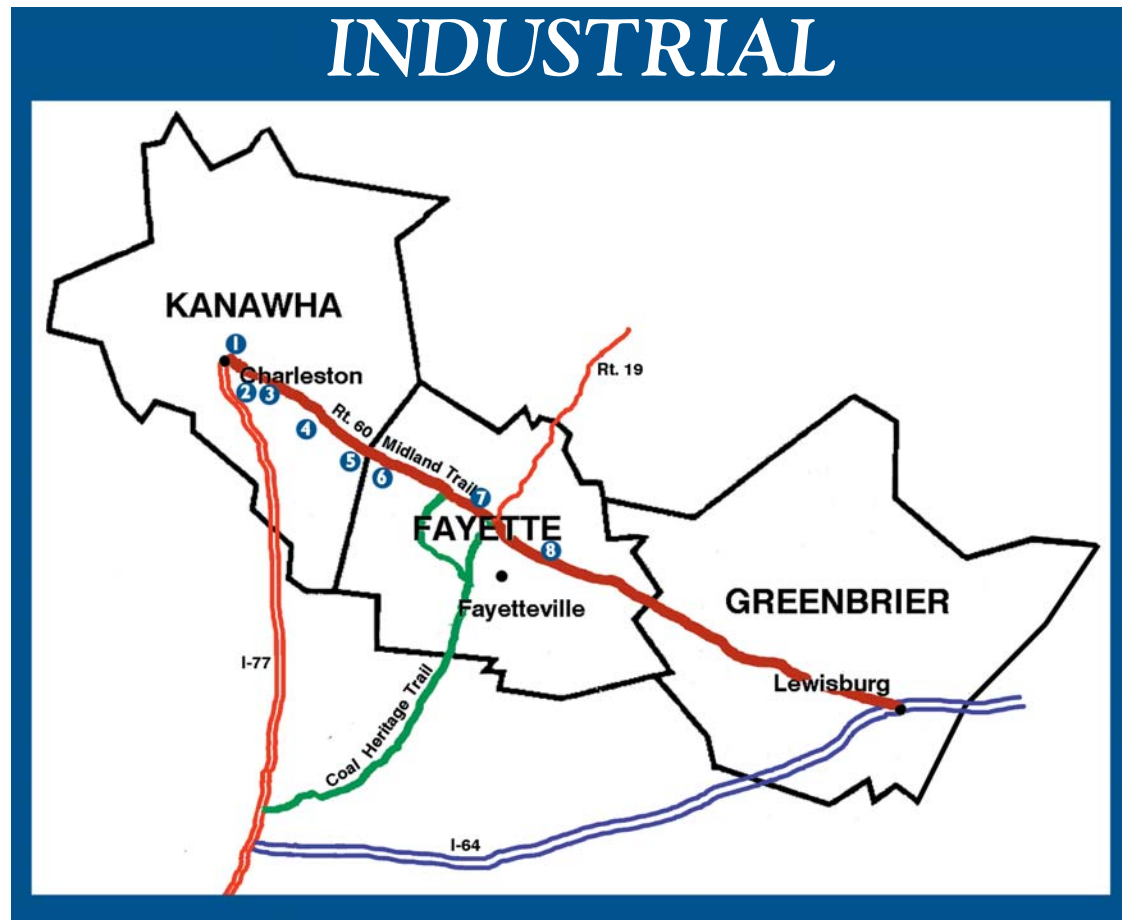 INDUSTRIAL
KANAWHA
1
Charleston
2
3
4
Rt. 60
Midland Trail
5
6
7
Rt. 19
FAYETTE
8
Fayetteville
GREENBRIER
I-77
Lewisburg
Coal Heritage Trail
I-64